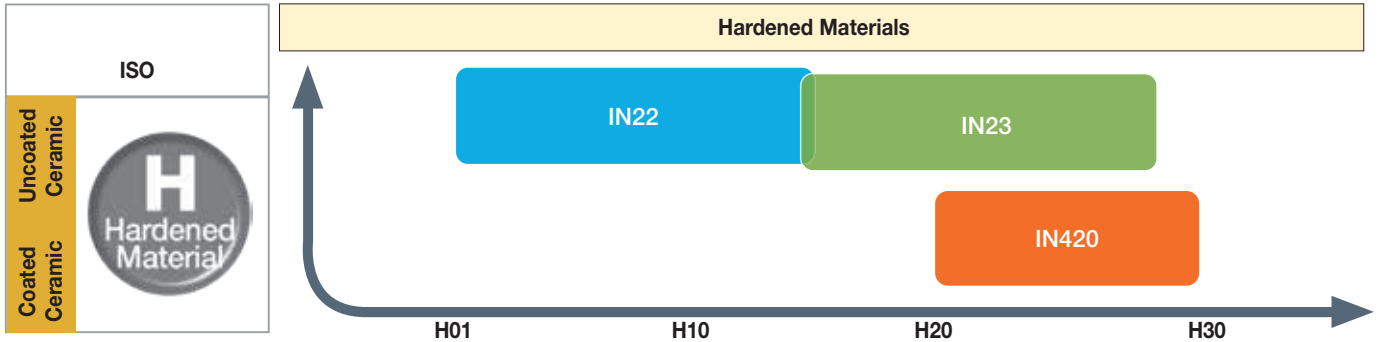 Hardened Materials
ISO
Uncoated
Ceramic
Coated
Ceramic
H
Hardened
Material
IN22
IN23
IN420
H01
H10
H20
H30